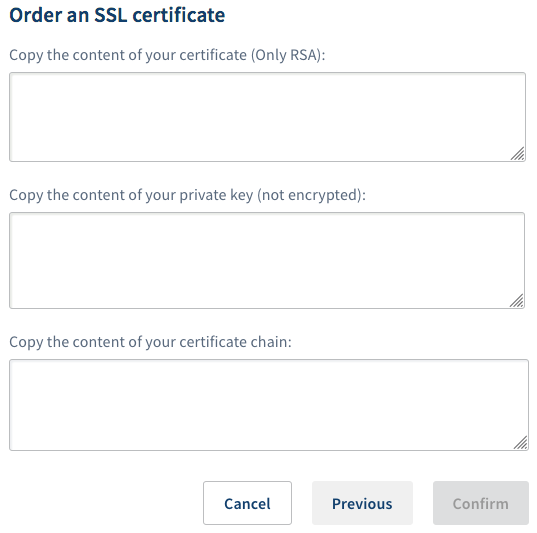 Order an SSL certificate
Copy the content of your certificate (Only RSA):
Copy the content of your private key (not encrypted):
Copy the content of your certificate chain:
Cancel
Previous
Confirm